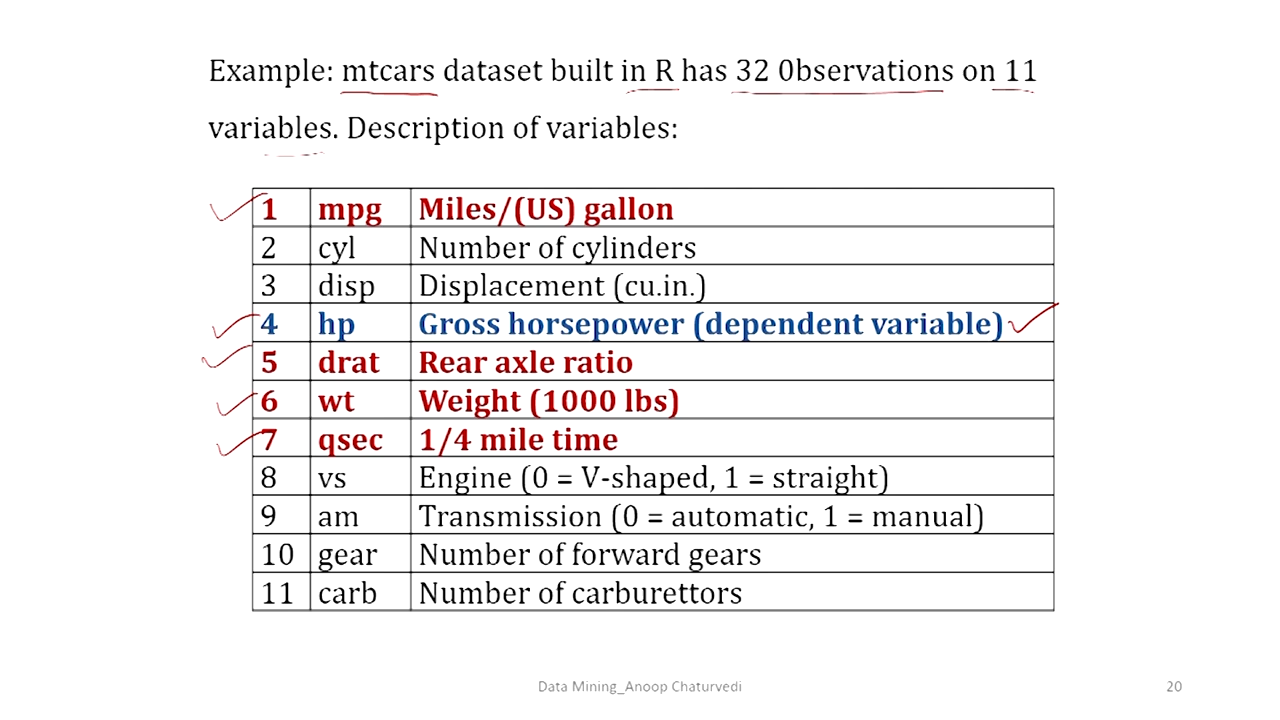 Example: mtcars dataset built in R has 32 0bservations on 11
variables. Description of variables:
1 mpg Miles/(US) gallon
2 cyl Number of cylinders
3 disp Displacement (cu.in.)
4 hp Gross horsepower (dependent variable)
5 drat Rear axle ratio
6 wt Weight (1000 lbs)
7 qsec 1/4 mile time
8 vs Engine (0 = V-shaped, 1 = straight)
9 am Transmission (0 = automatic, 1 = manual)
10 gear Number of forward gears
11 carb Number of carburettors
Data Mining_Anoop Chaturvedi 20